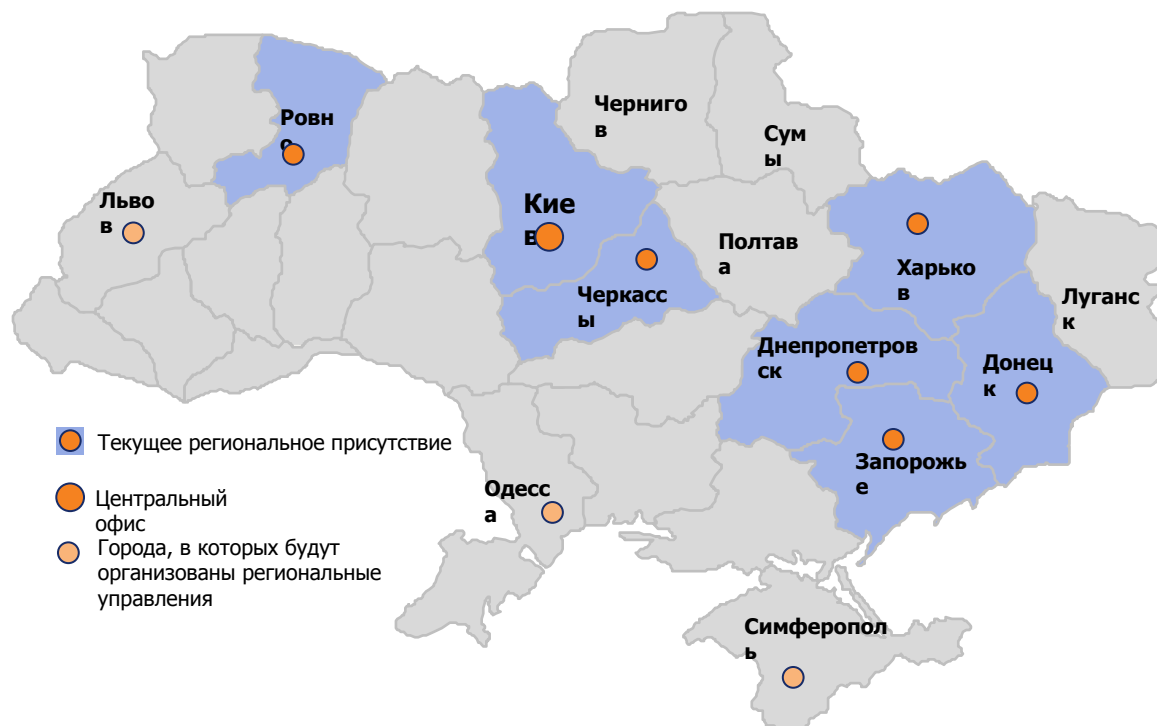 Ровн
о
Черниго
в
Сум
ы
Льво
в
Кие
в
Полтав
а
Харько
в
Черкасс
ы
Луганс
к
Днепропетров
ск
Донец
к
Запорожь
е
Одесс
а
Симферопол
ь
Текущее региональное присутствие
Центральный
офис
Города, в которых будут
организованы региональные
управления